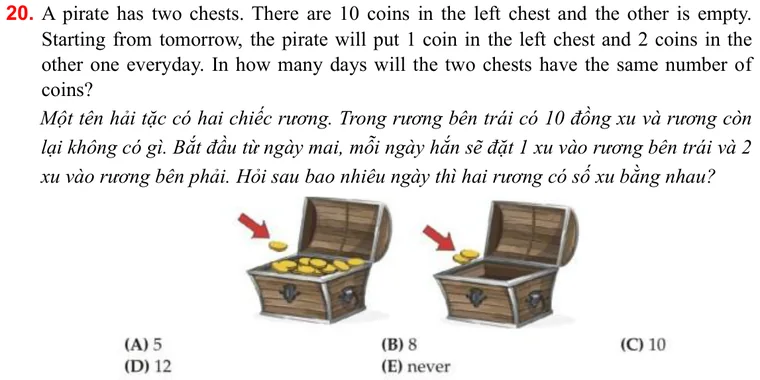 20. A pirate has two chests. There are 10 coins in the left chest and the other is empty.
Starting from tomorrow, the pirate will put 1 coin in the left chest and 2 coins in the
other one everyday. In how many days will the two chests have the same number of
coins?
Một tên hải tặc có hai chiếc rương. Trong rương bên trái có 10 đồng xu và rương còn
lại không có gì. Bắt đầu từ ngày mai, mỗi ngày hắn sẽ đặt 1 xu vào rương bên trái và 2
xu vào rương bên phải. Hỏi sau bao nhiêu ngày thì hai rương có số xu bằng nhau?
(A) 5 (B) 8 (C) 10
(D) 12 (E) never